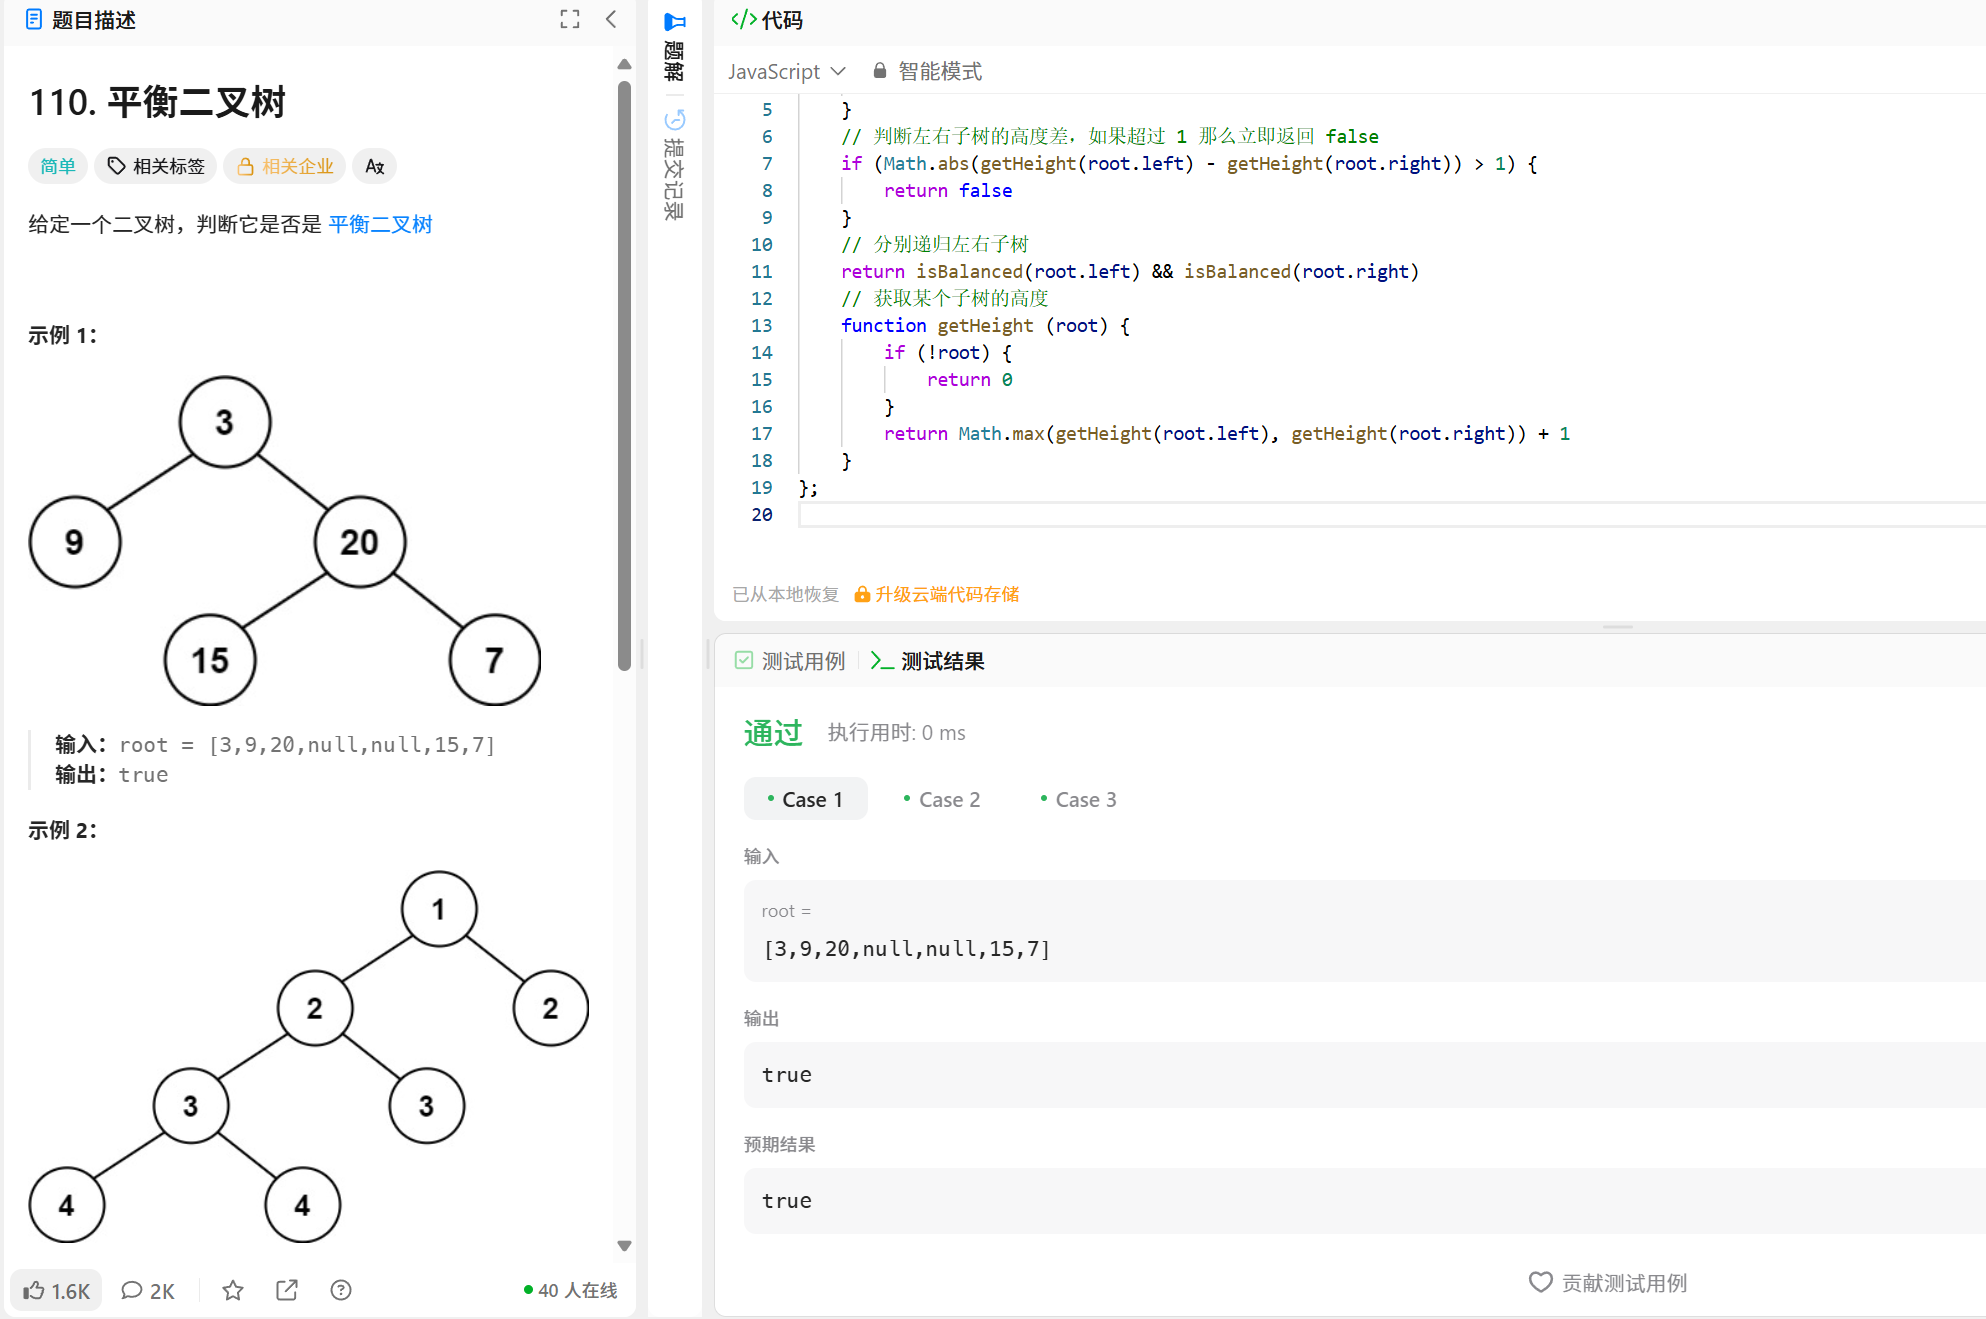 题目描述
110. 平衡二叉树
简单 相关标签 相关企业
给定一个二叉树，判断它是否是 平衡二叉树
示例 1：
3
9 20
15 7
输入：root = [3,9,20,null,null,15,7]
输出：true
示例 2：
1
2 2
3 3
4 4
1.6K 2K 40 人在线
题解
提交记录
</> 代码
JavaScript 智能模式
5 }
6 // 判断左右子树的高度差，如果超过 1 那么立即返回 false
7 if (Math.abs(getHeight(root.left) - getHeight(root.right)) > 1) {
8 return false
9 }
10 // 分别递归左右子树
11 return isBalanced(root.left) && isBalanced(root.right)
12 // 获取某个子树的高度
13 function getHeight (root) {
14 if (!root) {
15 return 0
16 }
17 return Math.max(getHeight(root.left), getHeight(root.right)) + 1
18 }
19 };
20
已从本地恢复 升级云端代码存储
测试用例 测试结果
通过 执行用时: 0 ms
Case 1 Case 2 Case 3
输入
root =
[3,9,20,null,null,15,7]
输出
true
预期结果
true
贡献测试用例